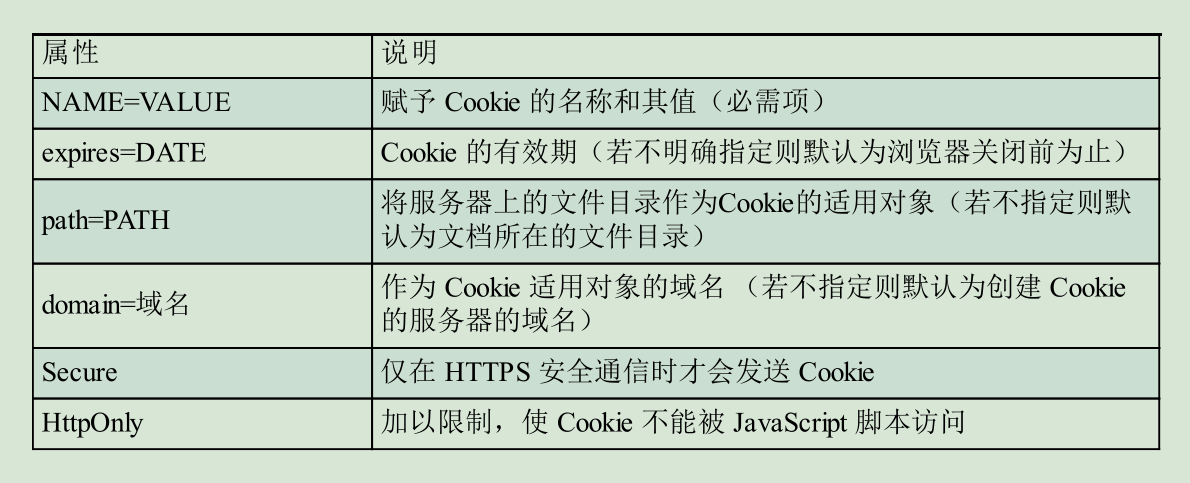 属性 说明
NAME=VALUE 赋予 Cookie 的名称和其值（必需项）
expires=DATE Cookie 的有效期（若不明确指定则默认为浏览器关闭前为止）
path=PATH 将服务器上的文件目录作为Cookie的适用对象（若不指定则默
认为文档所在的文件目录）
domain=域名 作为 Cookie 适用对象的域名 （若不指定则默认为创建 Cookie
的服务器的域名）
Secure 仅在 HTTPS 安全通信时才会发送 Cookie
HttpOnly 加以限制，使 Cookie 不能被 JavaScript 脚本访问